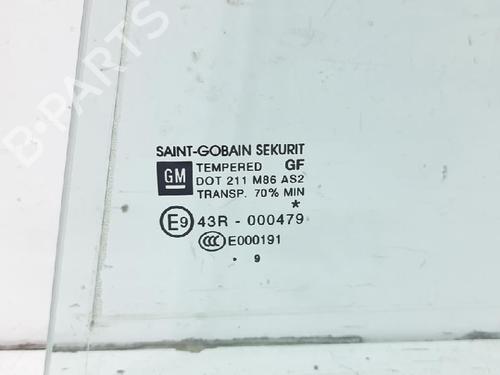 B-PARTS
SAINT-GOBAIN SEKURIT
GM TEMPERED GF
DOT 211 M86 AS2
TRANSP. 70% MIN
*
E9 43R - 000479
CCC E000191
. 9